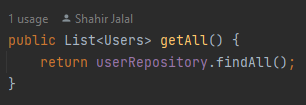 1 usage Shahir Jalal
public List<Users> getAll() {
    return userRepository.findAll();
}